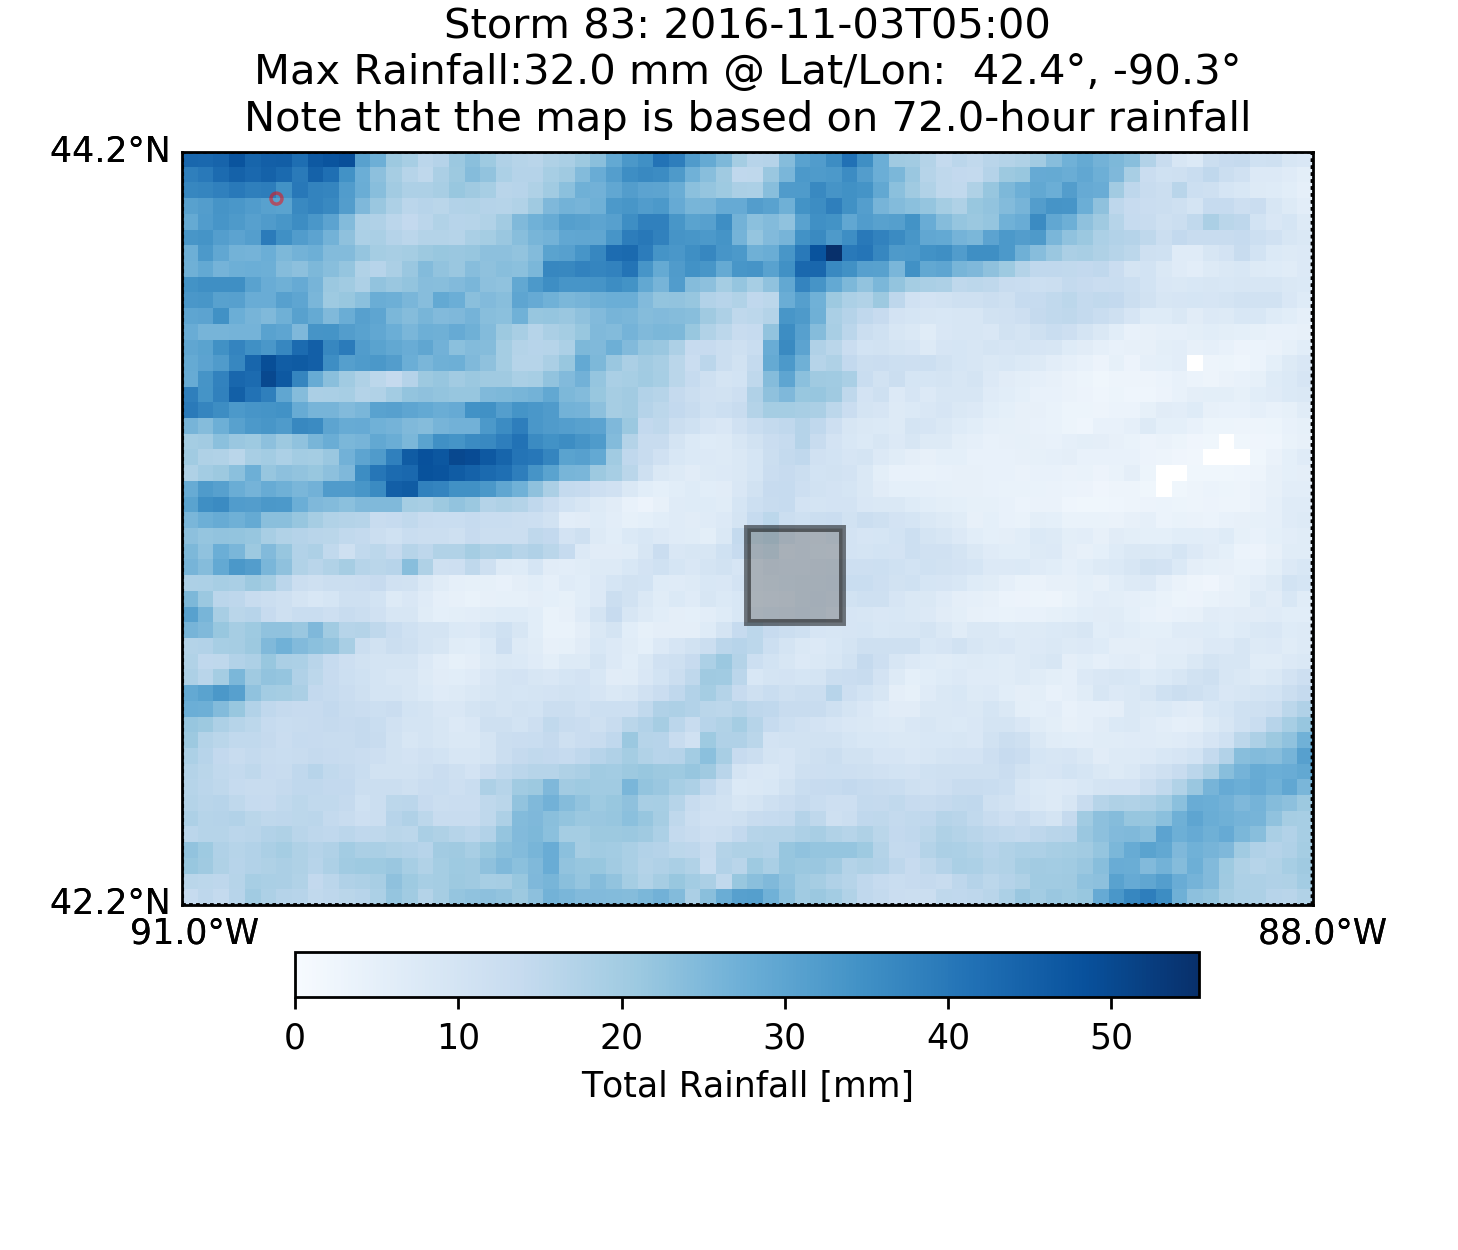 Storm 83: 2016-11-03T05:00
Max Rainfall:32.0 mm @ Lat/Lon:  42.4°, -90.3°
Note that the map is based on 72.0-hour rainfall
44.2°N
42.2°N
91.0°W
88.0°W
0 10 20 30 40 50
Total Rainfall [mm]